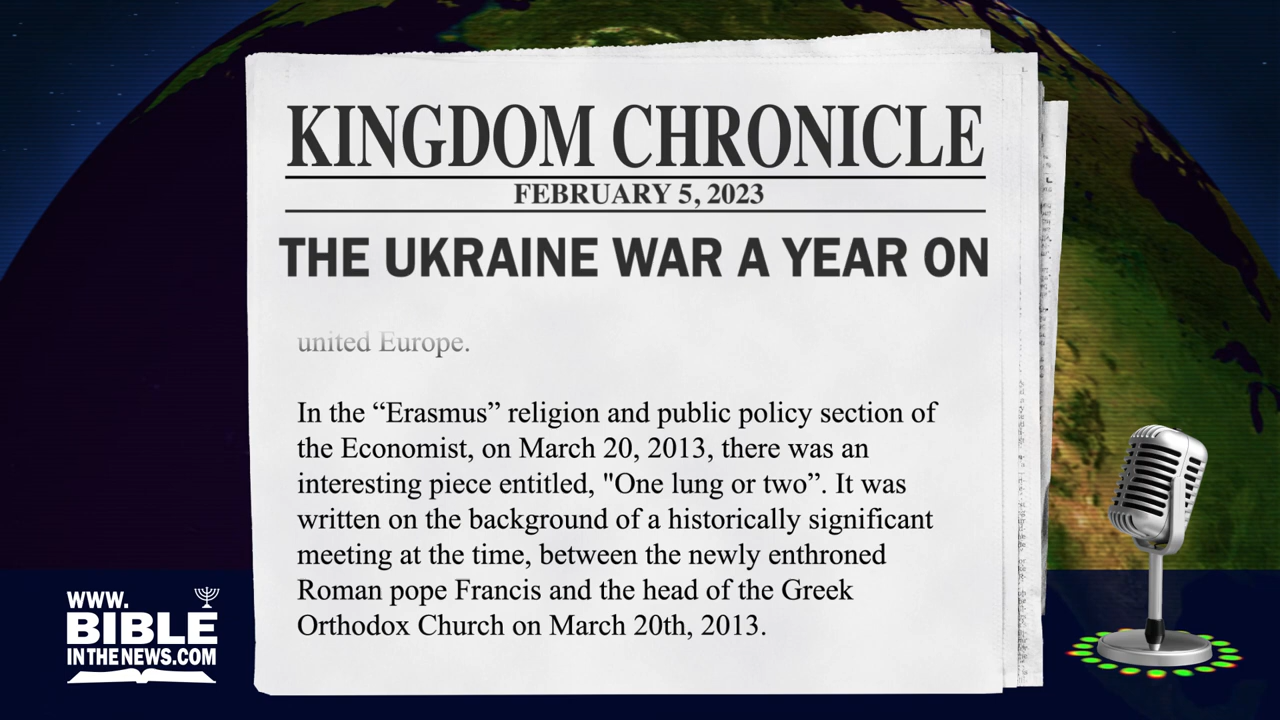 KINGDOM CHRONICLE
FEBRUARY 5, 2023
THE UKRAINE WAR A YEAR ON
united Europe.
In the “Erasmus” religion and public policy section of
the Economist, on March 20, 2013, there was an
interesting piece entitled, "One lung or two”. It was
written on the background of a historically significant
meeting at the time, between the newly enthroned
Roman pope Francis and the head of the Greek
Orthodox Church on March 20th, 2013.
WWW.
BIBLE
INTHENEWS.COM